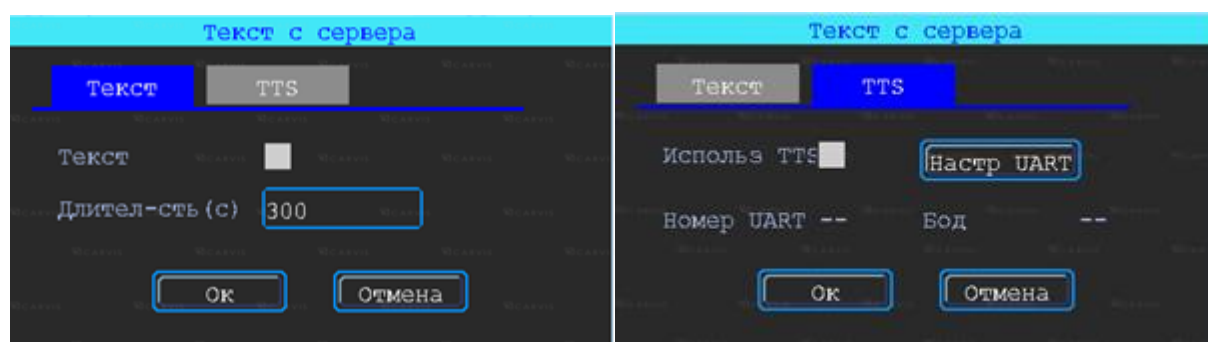 Текст с сервера
Текст TTS
Текст
Длител-сть(с) 300
Ок Отмена
Текст с сервера
Текст TTS
Использ TTS Настр UART
Номер UART -- Бод --
Ок Отмена